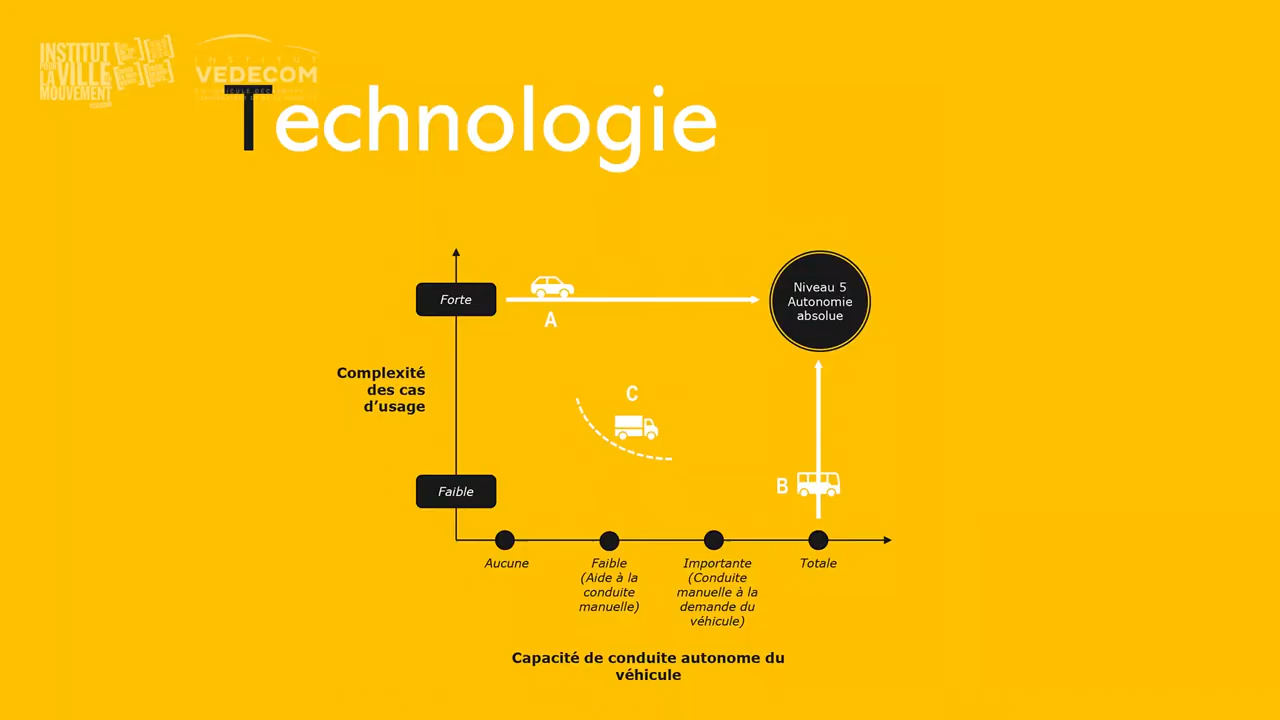 INSTITUT
POUR
LA VILLE
EN
MOUVEMENT
INSTITUT
VEDECOM
Technologie
Forte
A
Niveau 5
Autonomie
absolue
Complexité
des cas
d’usage
C
Faible
B
Aucune
Faible
(Aide à la
conduite
manuelle)
Importante
(Conduite
manuelle à la
demande du
véhicule)
Totale
Capacité de conduite autonome du
véhicule